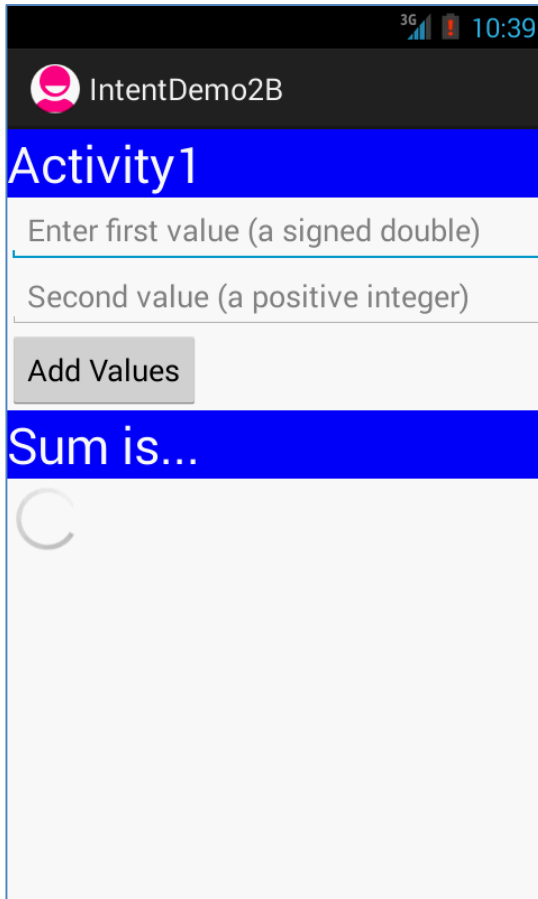 3G 10:39
IntentDemo2B
Activity1
Enter first value (a signed double)
Second value (a positive integer)
Add Values
Sum is...